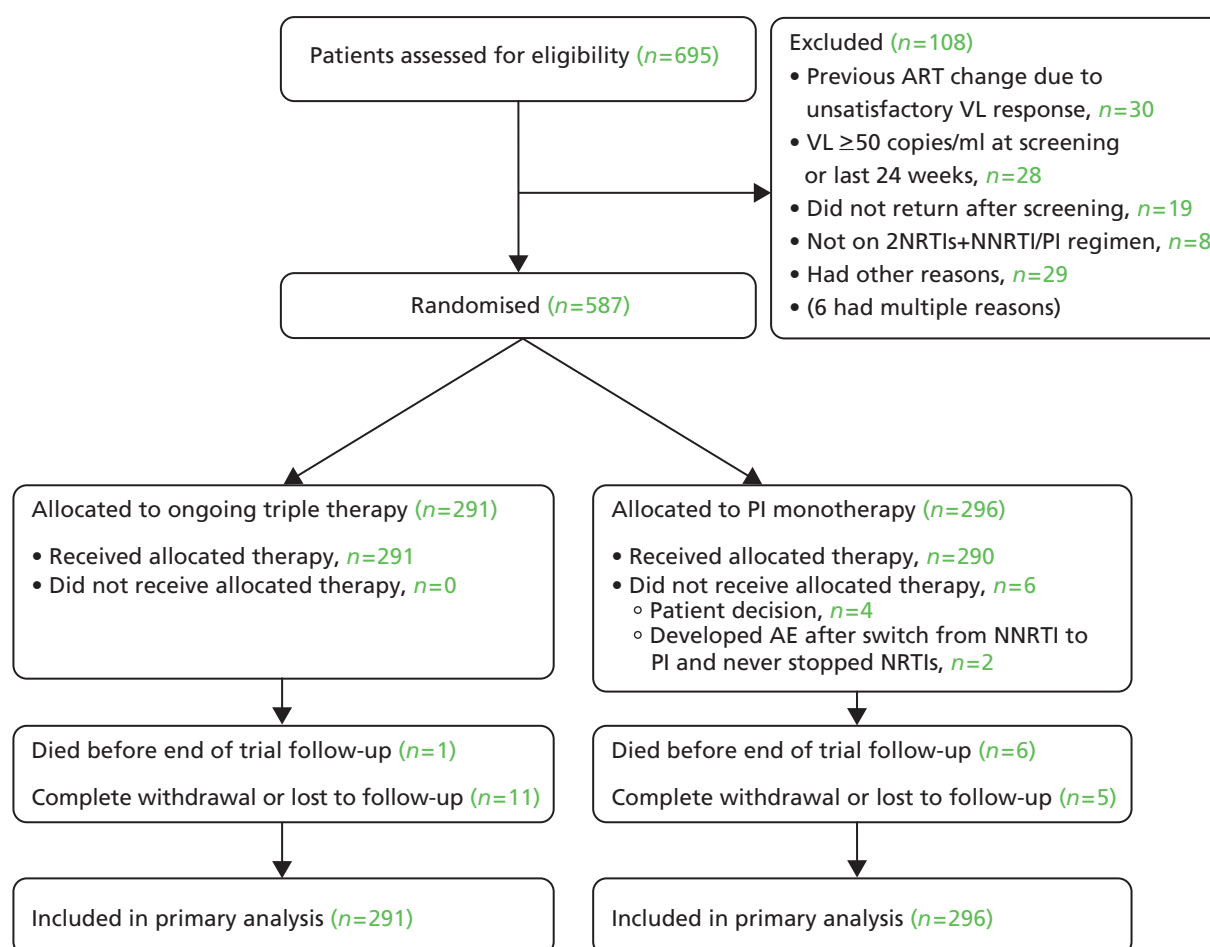 Patients assessed for eligibility (n=695)
Excluded (n=108)
• Previous ART change due to
unsatisfactory VL response, n=30
• VL ≥50 copies/ml at screening
or last 24 weeks, n=28
• Did not return after screening, n=19
• Not on 2NRTIs+NNRTI/PI regimen, n=8
• Had other reasons, n=29
• (6 had multiple reasons)
Randomised (n=587)
Allocated to ongoing triple therapy (n=291)
• Received allocated therapy, n=291
• Did not receive allocated therapy, n=0
Allocated to PI monotherapy (n=296)
• Received allocated therapy, n=290
• Did not receive allocated therapy, n=6
◦ Patient decision, n=4
◦ Developed AE after switch from NNRTI to
PI and never stopped NRTIs, n=2
Died before end of trial follow-up (n=1)
Complete withdrawal or lost to follow-up (n=11)
Died before end of trial follow-up (n=6)
Complete withdrawal or lost to follow-up (n=5)
Included in primary analysis (n=291)
Included in primary analysis (n=296)